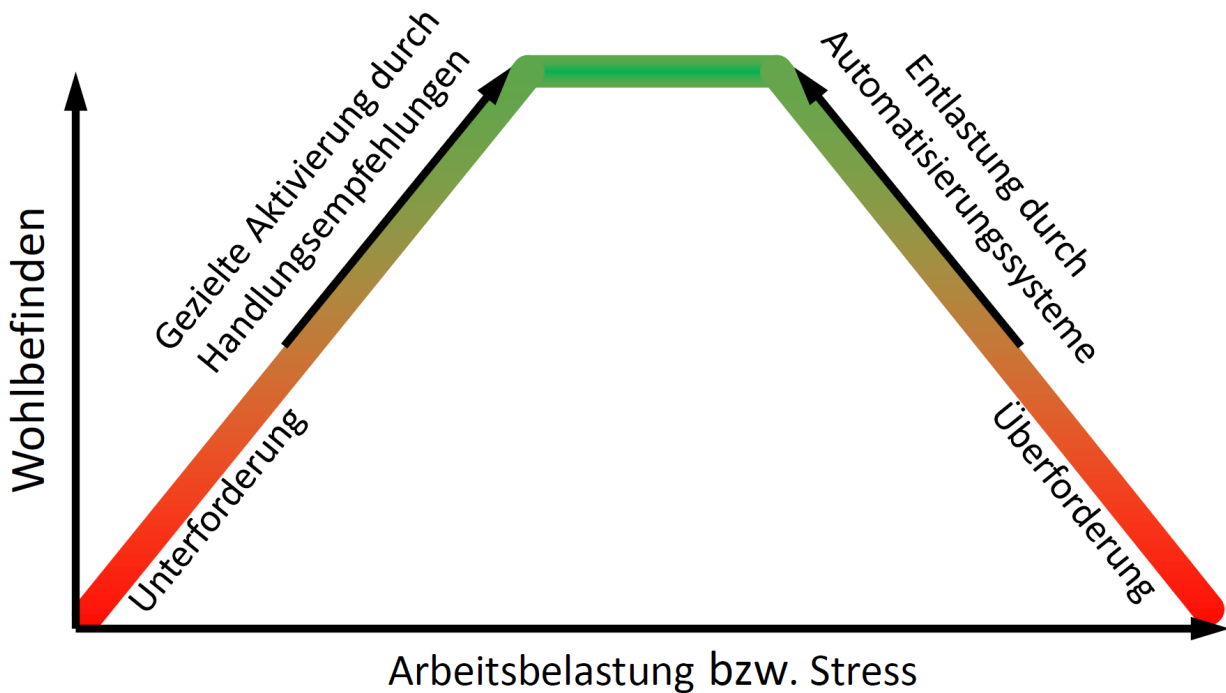 Gezielte Aktivierung durch
Handlungsempfehlungen
Entlastung durch
Automatisierungssysteme
Wohlbefinden
Unterforderung
Überforderung
Arbeitsbelastung bzw. Stress